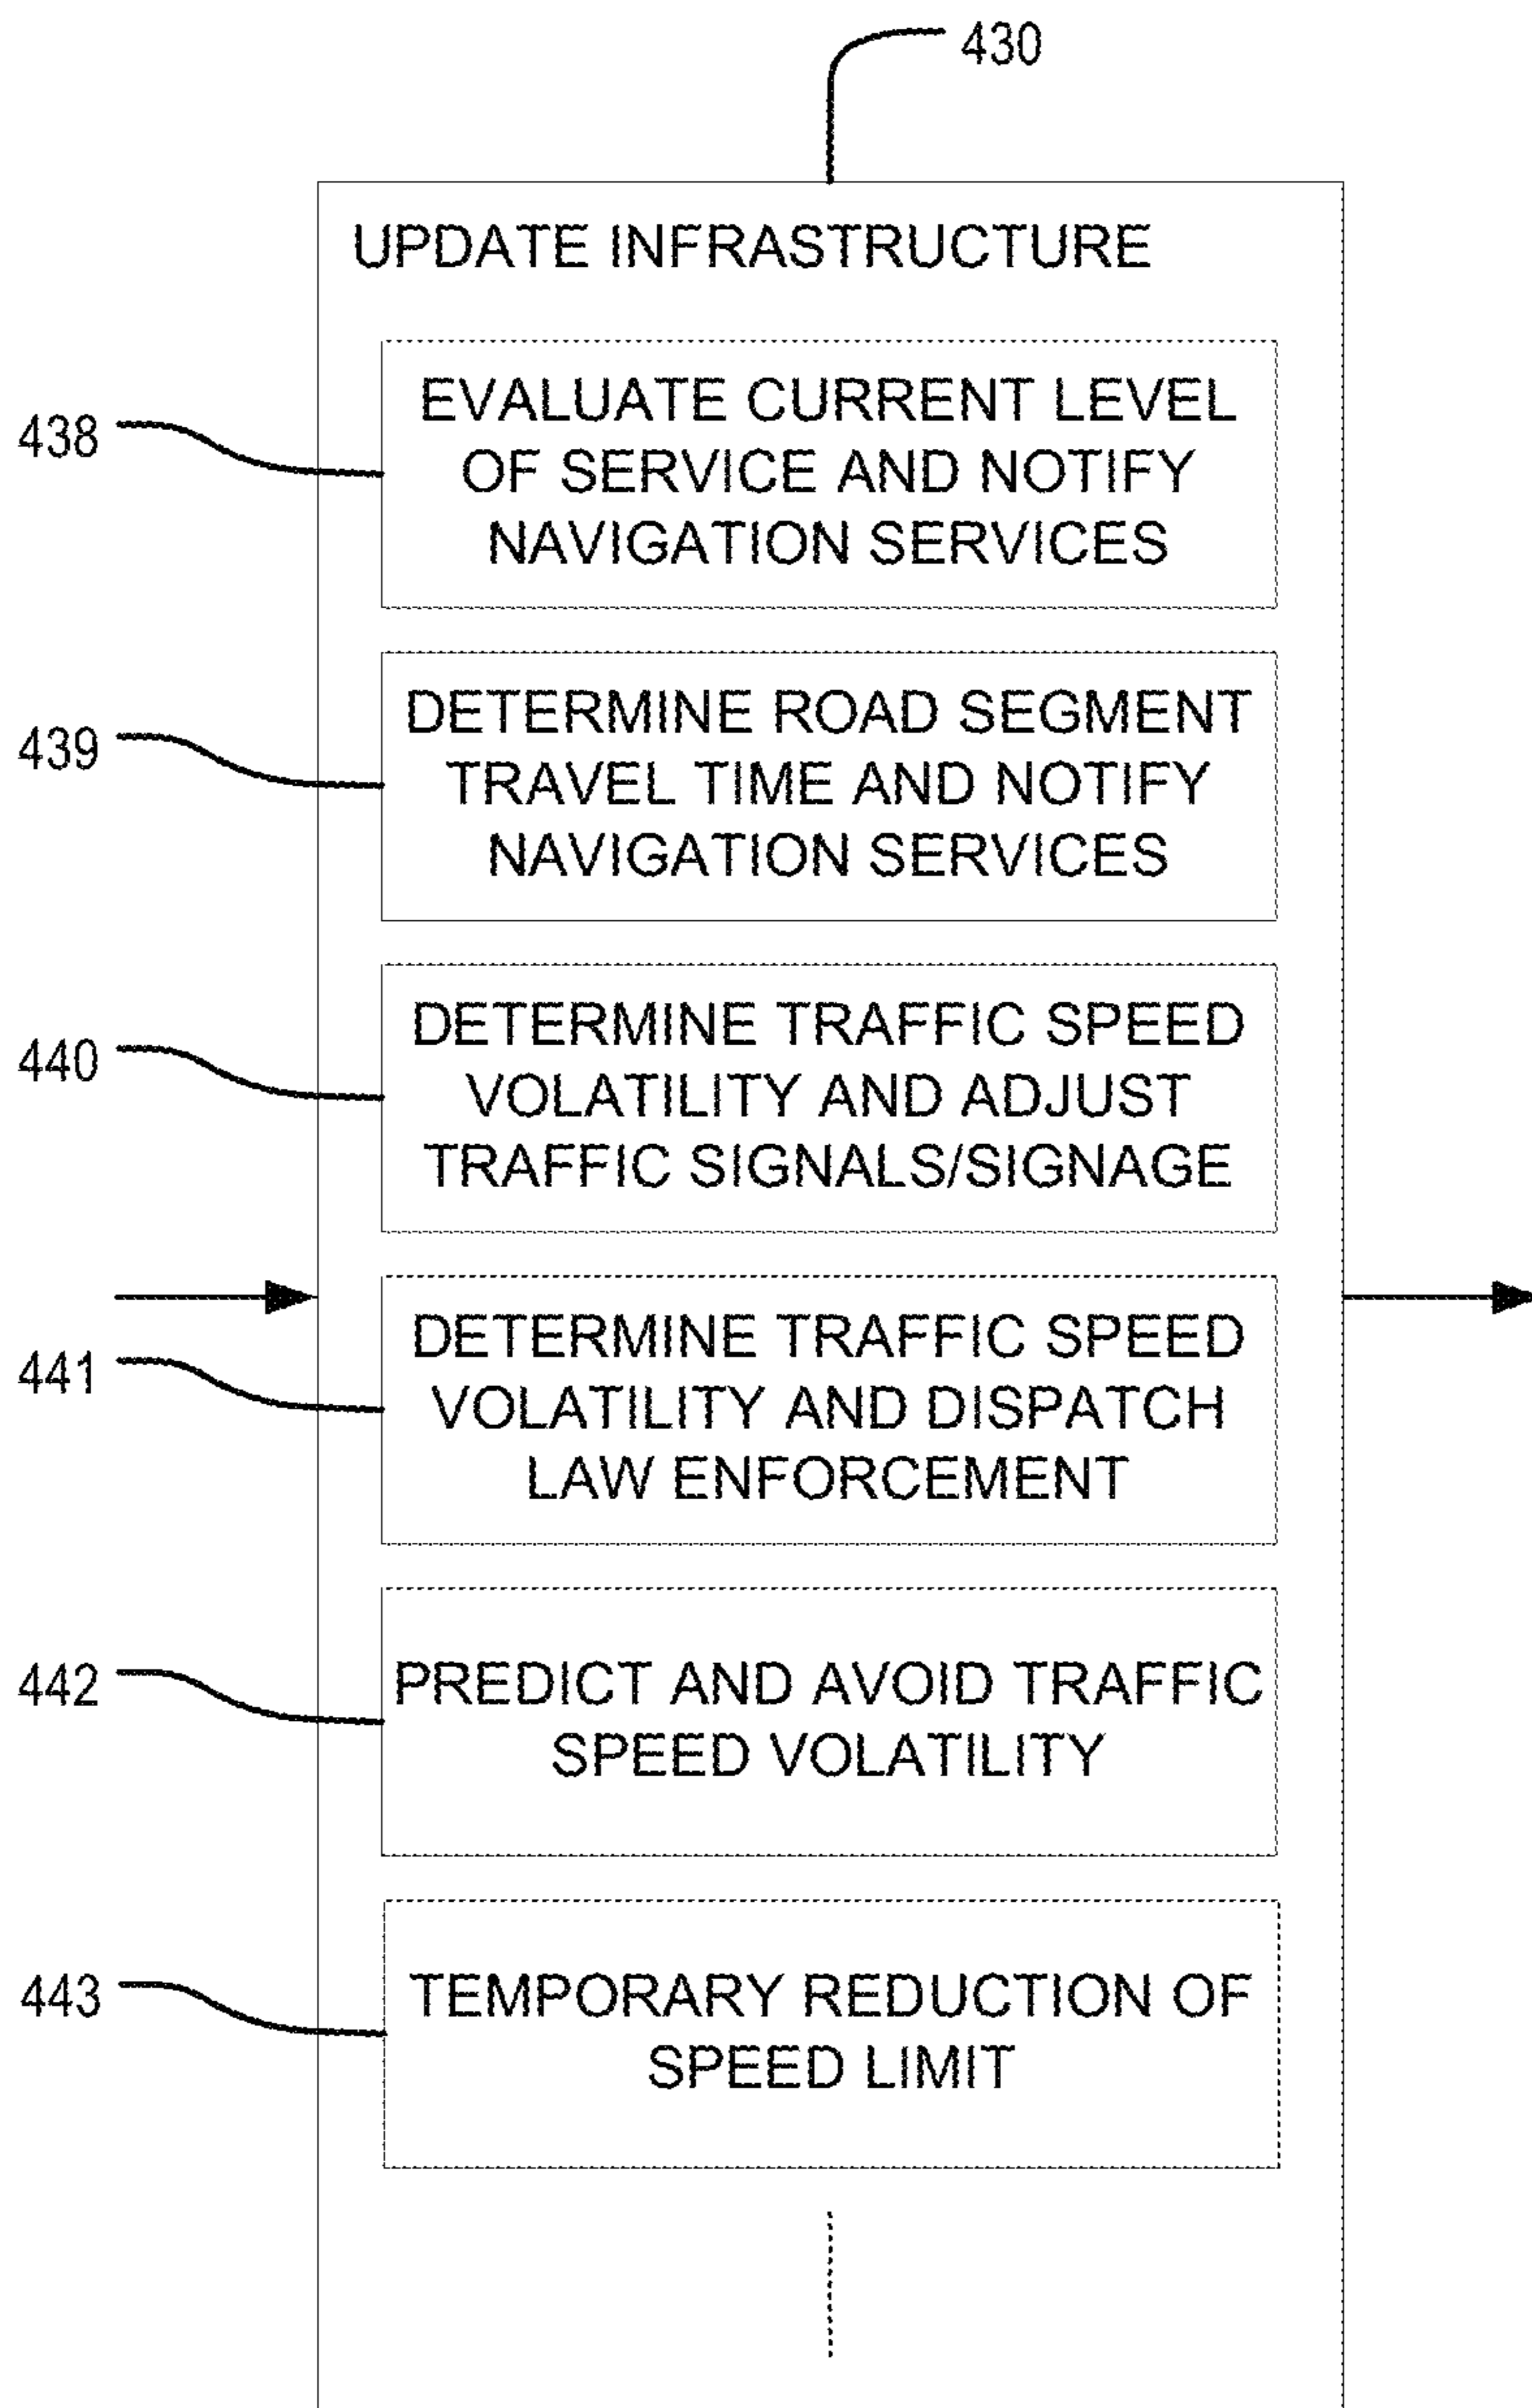 430
UPDATE INFRASTRUCTURE
438
EVALUATE CURRENT LEVEL
OF SERVICE AND NOTIFY
NAVIGATION SERVICES
439
DETERMINE ROAD SEGMENT
TRAVEL TIME AND NOTIFY
NAVIGATION SERVICES
440
DETERMINE TRAFFIC SPEED
VOLATILITY AND ADJUST
TRAFFIC SIGNALS/SIGNAGE
441
DETERMINE TRAFFIC SPEED
VOLATILITY AND DISPATCH
LAW ENFORCEMENT
442
PREDICT AND AVOID TRAFFIC
SPEED VOLATILITY
443
TEMPORARY REDUCTION OF
SPEED LIMIT